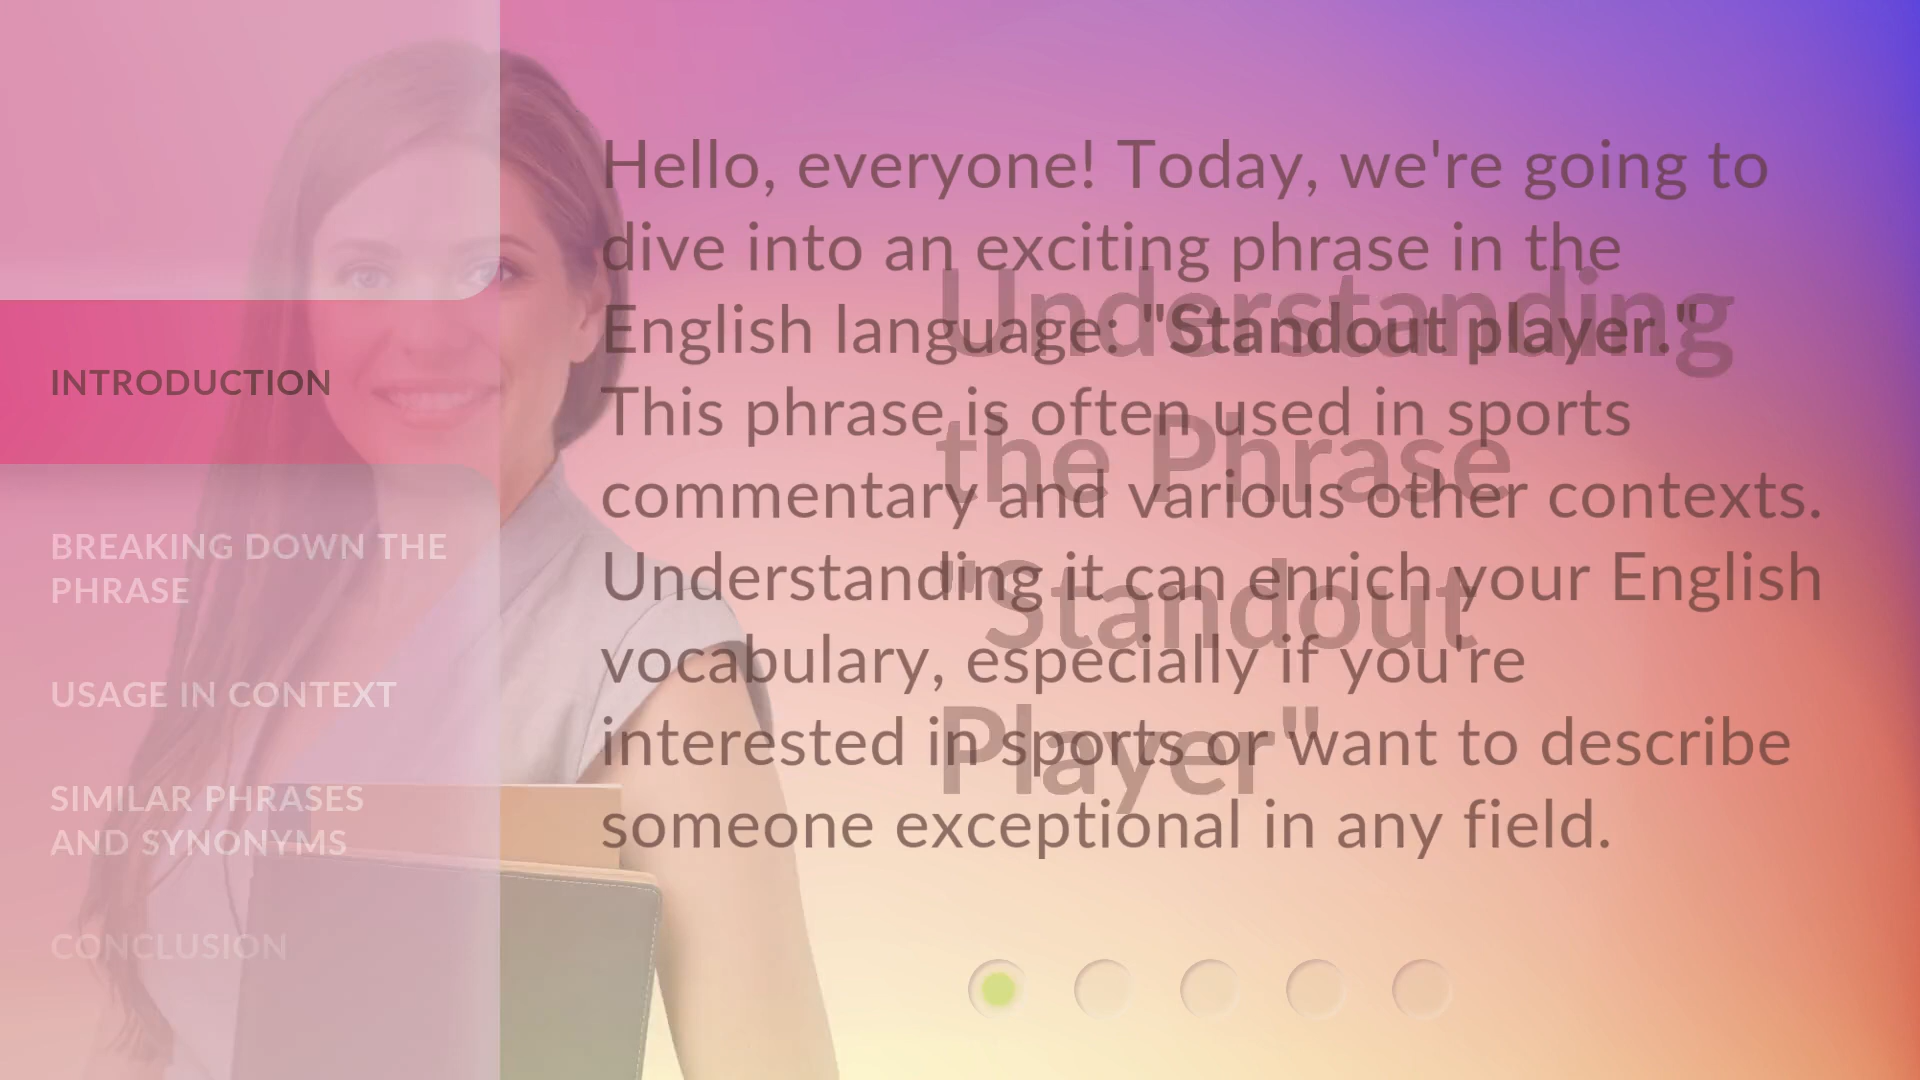 INTRODUCTION
BREAKING DOWN THE
PHRASE
USAGE IN CONTEXT
SIMILAR PHRASES
AND SYNONYMS
CONCLUSION
Hello, everyone! Today, we're going to
dive into an exciting phrase in the
English language: "Standout player."
This phrase is often used in sports
commentary and various other contexts.
Understanding it can enrich your English
vocabulary, especially if you're
interested in sports or want to describe
someone exceptional in any field.
Understanding
the Phrase
"Standout
Player"